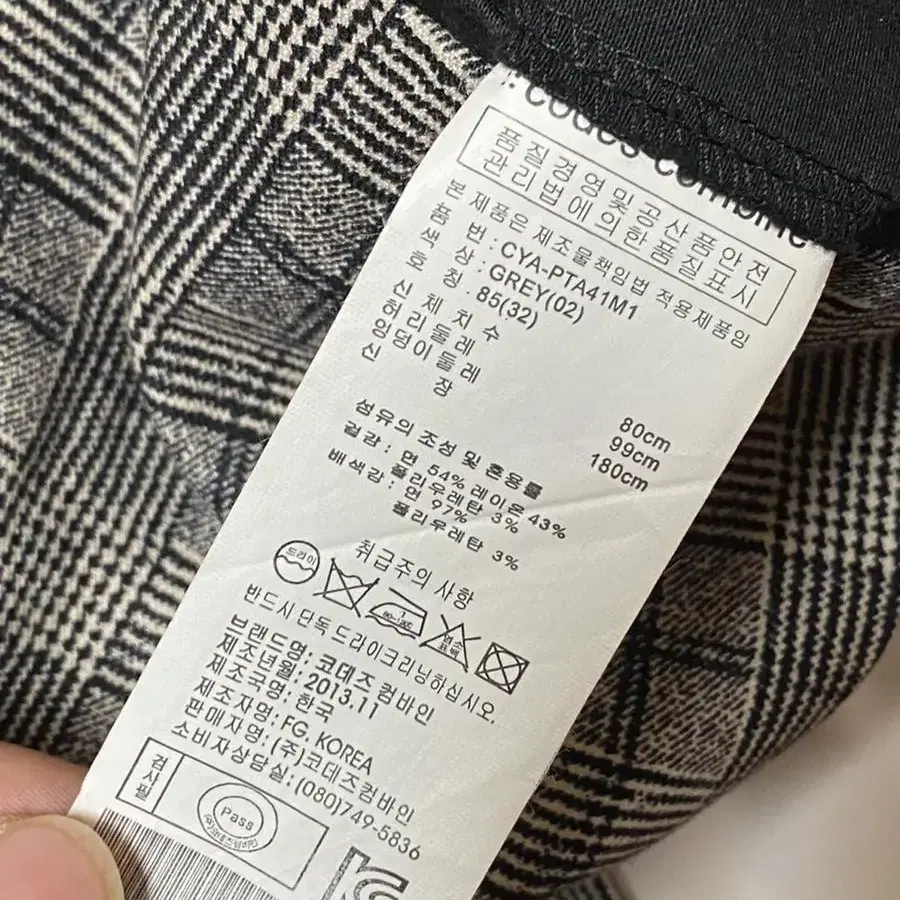 codes combine
품질경영및공산품안전
관리법에의한품질표시
본 제품은 제조물책임법 적용제품임
품 번 : CYA-PTA41M1
색 상 : GREY(02)
호 칭 : 85(32)
신 체 치 수
허리둘레 80cm
엉덩이둘레 99cm
신 장 180cm
섬유의 조성 및 혼용률
겉감 : 면 54% 레이온 43%
폴리우레탄 3%
배색감 : 면 97%
폴리우레탄 3%
취급주의 사항
드라이
염소
표백
반드시 단독 드라이크리닝하십시오.
브랜드명 : 코데즈 컴바인
제조년월 : 2013.11
제조국명 : 한국
제조자명 : FG, KOREA
판매자명 : (주)코데즈컴바인
소비자상담실 : (080)749-5836
검사필
Pass